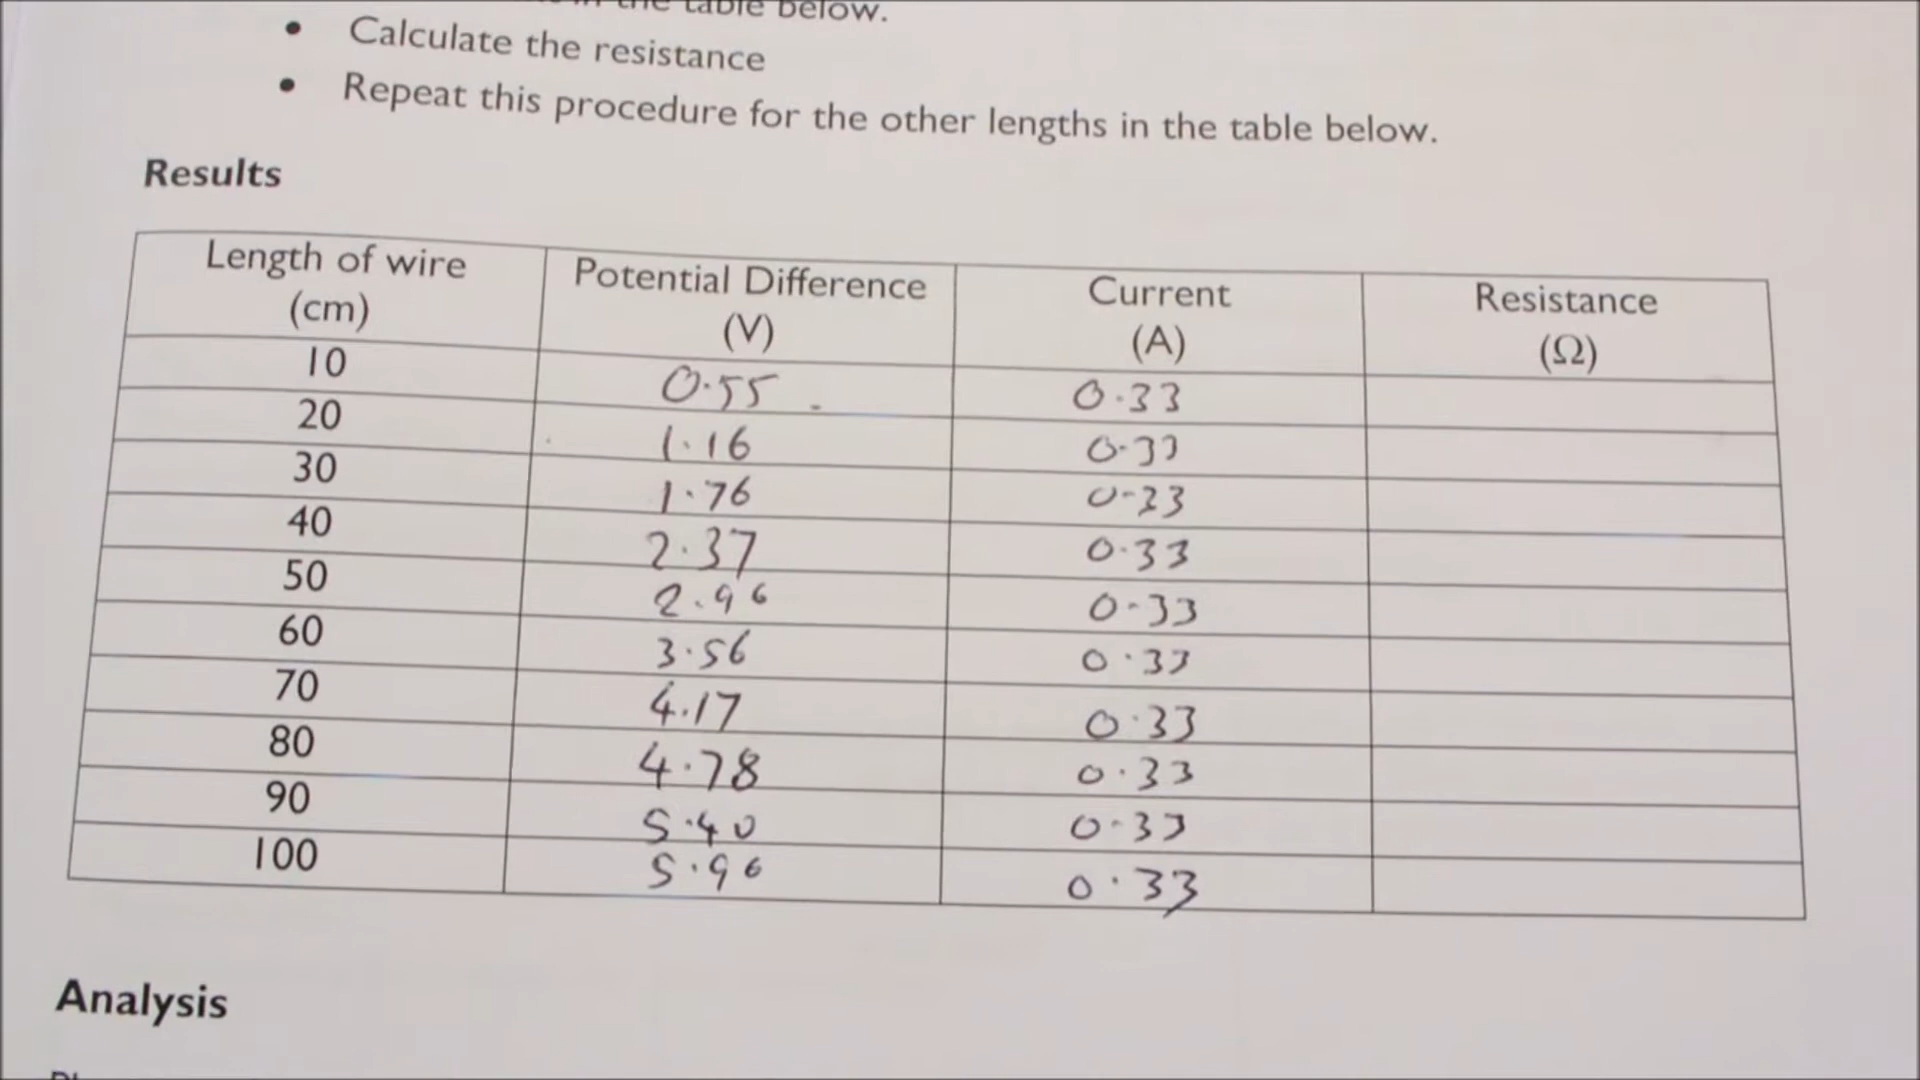 the table below.
• Calculate the resistance
• Repeat this procedure for the other lengths in the table below.
Results
Length of wire (cm) Potential Difference (V) Current (A) Resistance (Ω)
10 0.55 0.33
20 1.16 0.33
30 1.76 0.33
40 2.37 0.33
50 2.96 0.33
60 3.56 0.33
70 4.17 0.33
80 4.78 0.33
90 5.40 0.33
100 5.96 0.33
Analysis